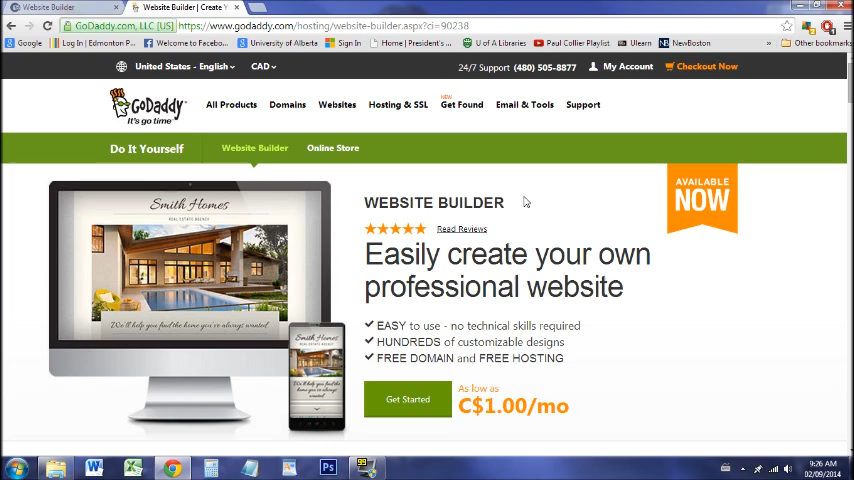 Website Builder
Website Builder | Create Y
GoDaddy.com, LLC [US]
https://www.godaddy.com/hosting/website-builder.aspx?ci=90238
Google
Log In | Edmonton P
Welcome to Facebo
University of Alberta
Sign In
Home | President's
U of A Libraries
Paul Collier Playlist
Ulearn
NewBoston
»
Other bookmarks
United States - English
CAD
24/7 Support (480) 505-8877
My Account
Checkout Now
GoDaddy™
It's go time
All Products
Domains
Websites
Hosting & SSL
NEW
Get Found
Email & Tools
Support
Do It Yourself
Website Builder
Online Store
Smith Homes
REAL ESTATE AGENCY
We'll help you find the home you've always wanted
Smith Homes
WEBSITE BUILDER
Read Reviews
Easily create your own
professional website
EASY to use - no technical skills required
HUNDREDS of customizable designs
FREE DOMAIN and FREE HOSTING
Get Started
As low as
C$1.00/mo
AVAILABLE
NOW
Ps
99
9:26 AM
02/09/2014